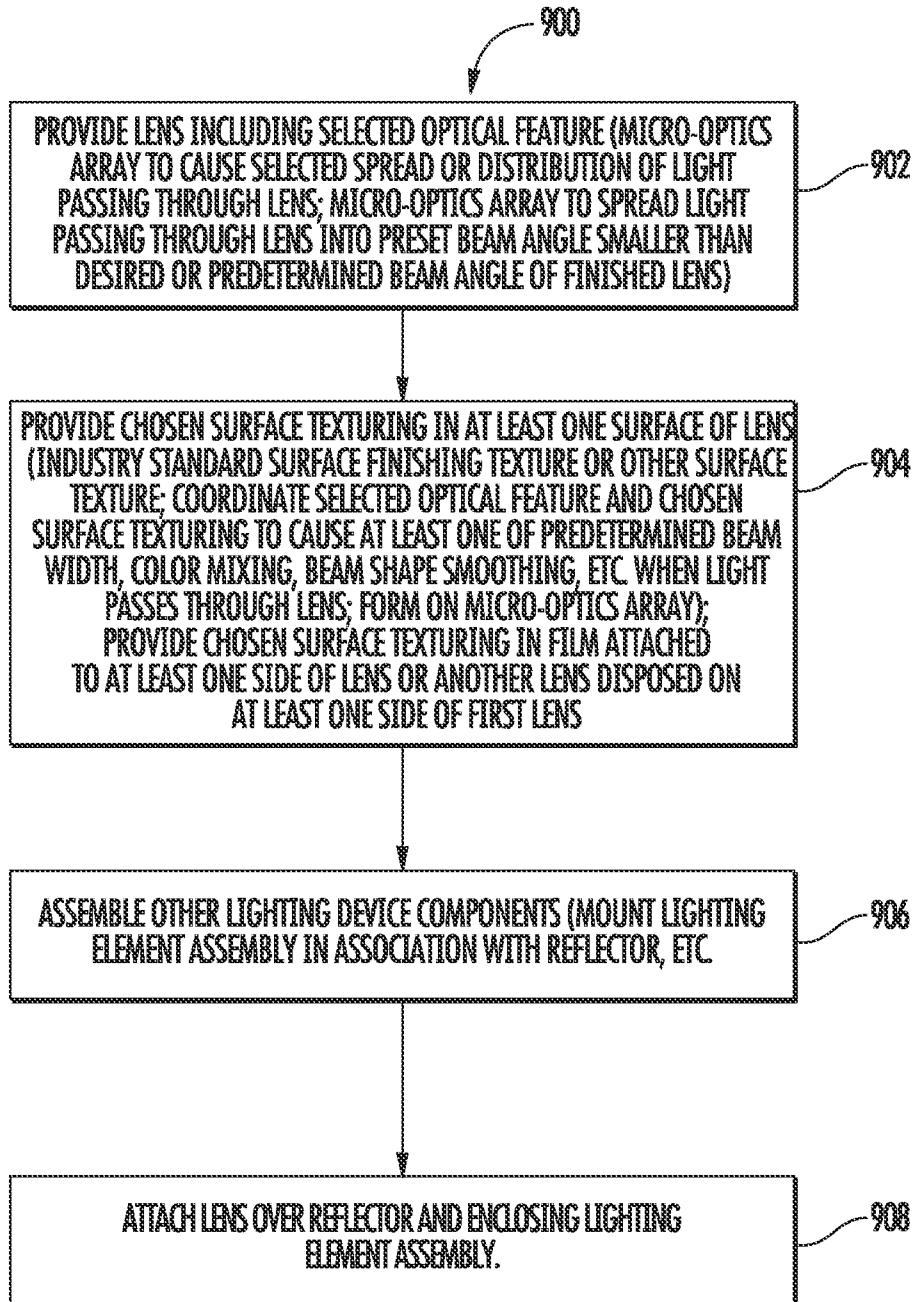 900
PROVIDE LENS INCLUDING SELECTED OPTICAL FEATURE (MICRO-OPTICS
ARRAY TO CAUSE SELECTED SPREAD OR DISTRIBUTION OF LIGHT
PASSING THROUGH LENS; MICRO-OPTICS ARRAY TO SPREAD LIGHT
PASSING THROUGH LENS INTO PRESET BEAM ANGLE SMALLER THAN
DESIRED OR PREDETERMINED BEAM ANGLE OF FINISHED LENS)
902
PROVIDE CHOSEN SURFACE TEXTURING IN AT LEAST ONE SURFACE OF LENS
(INDUSTRY STANDARD SURFACE FINISHING TEXTURE OR OTHER SURFACE
TEXTURE; COORDINATE SELECTED OPTICAL FEATURE AND CHOSEN
SURFACE TEXTURING TO CAUSE AT LEAST ONE OF PREDETERMINED BEAM
WIDTH, COLOR MIXING, BEAM SHAPE SMOOTHING, ETC. WHEN LIGHT
PASSES THROUGH LENS; FORM ON MICRO-OPTICS ARRAY);
PROVIDE CHOSEN SURFACE TEXTURING IN FILM ATTACHED
TO AT LEAST ONE SIDE OF LENS OR ANOTHER LENS DISPOSED ON
AT LEAST ONE SIDE OF FIRST LENS
904
ASSEMBLE OTHER LIGHTING DEVICE COMPONENTS (MOUNT LIGHTING
ELEMENT ASSEMBLY IN ASSOCIATION WITH REFLECTOR, ETC.
906
ATTACH LENS OVER REFLECTOR AND ENCLOSING LIGHTING
ELEMENT ASSEMBLY.
908